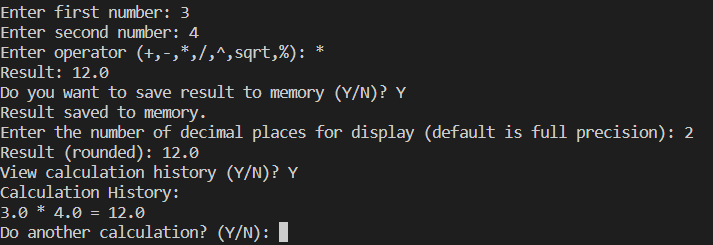 Enter first number: 3
Enter second number: 4
Enter operator (+,-,*,/,^,sqrt,%): *
Result: 12.0
Do you want to save result to memory (Y/N)? Y
Result saved to memory.
Enter the number of decimal places for display (default is full precision): 2
Result (rounded): 12.0
View calculation history (Y/N)? Y
Calculation History:
3.0 * 4.0 = 12.0
Do another calculation? (Y/N):